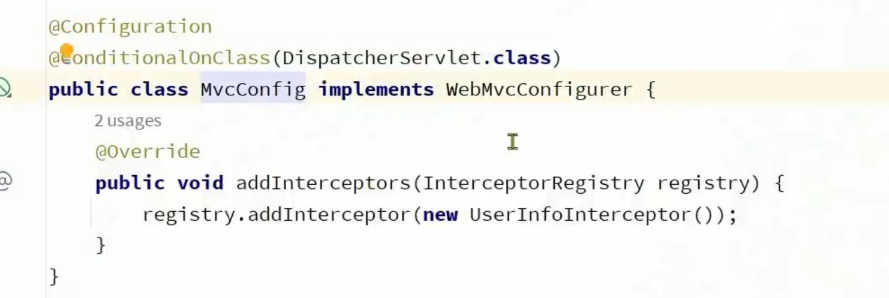 @Configuration
@ConditionalOnClass(DispatcherServlet.class)
public class MvcConfig implements WebMvcConfigurer {
2 usages
@Override
public void addInterceptors(InterceptorRegistry registry) {
registry.addInterceptor(new UserInfoInterceptor());
}
}